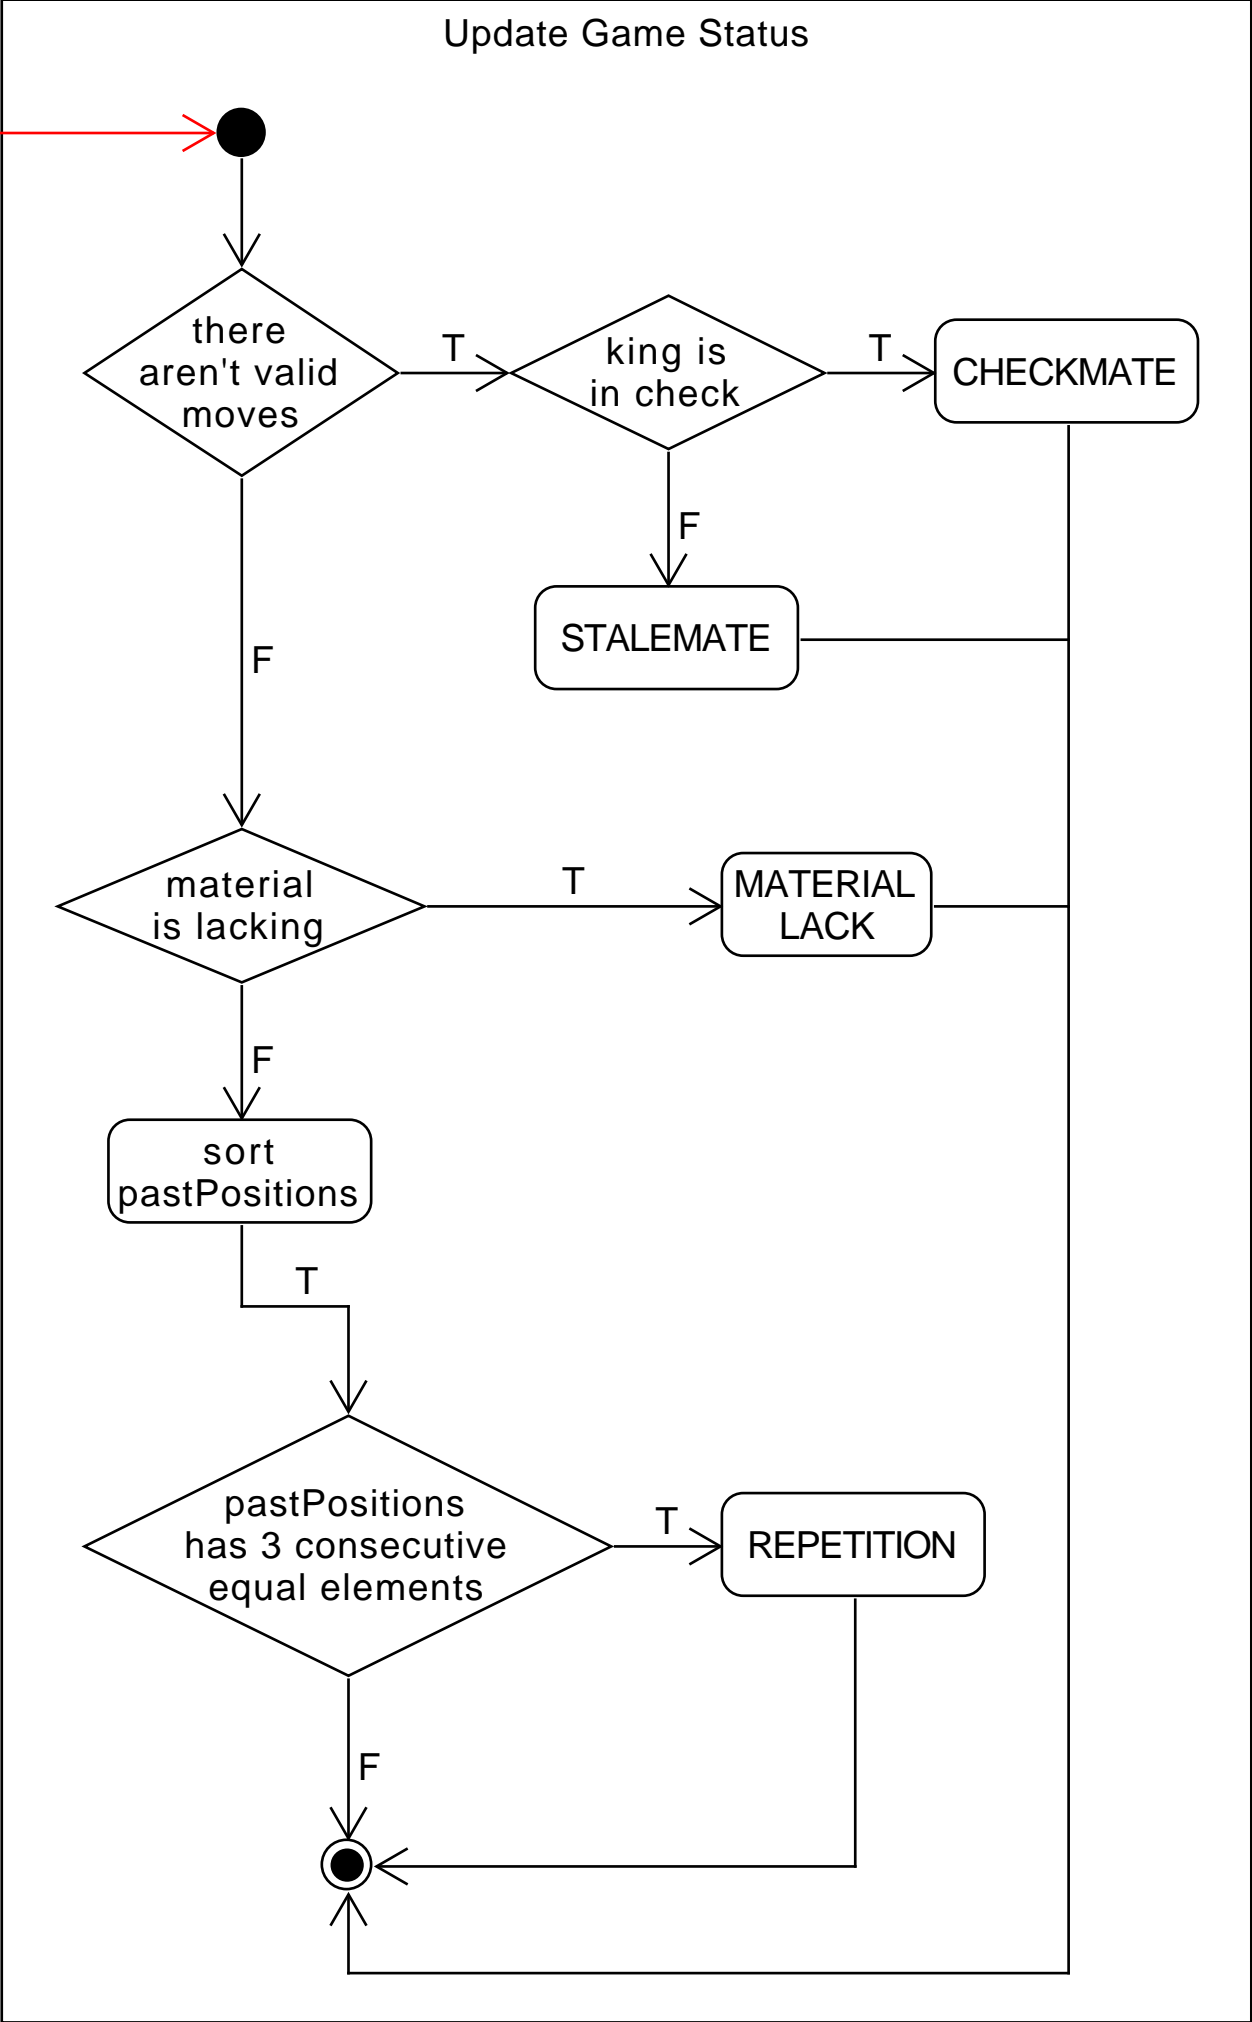 Update Game Status
there
aren't valid
moves
T
king is
in check
T
CHECKMATE
F
STALEMATE
F
material
is lacking
T
MATERIAL
LACK
F
sort
pastPositions
T
pastPositions
has 3 consecutive
equal elements
T
REPETITION
F